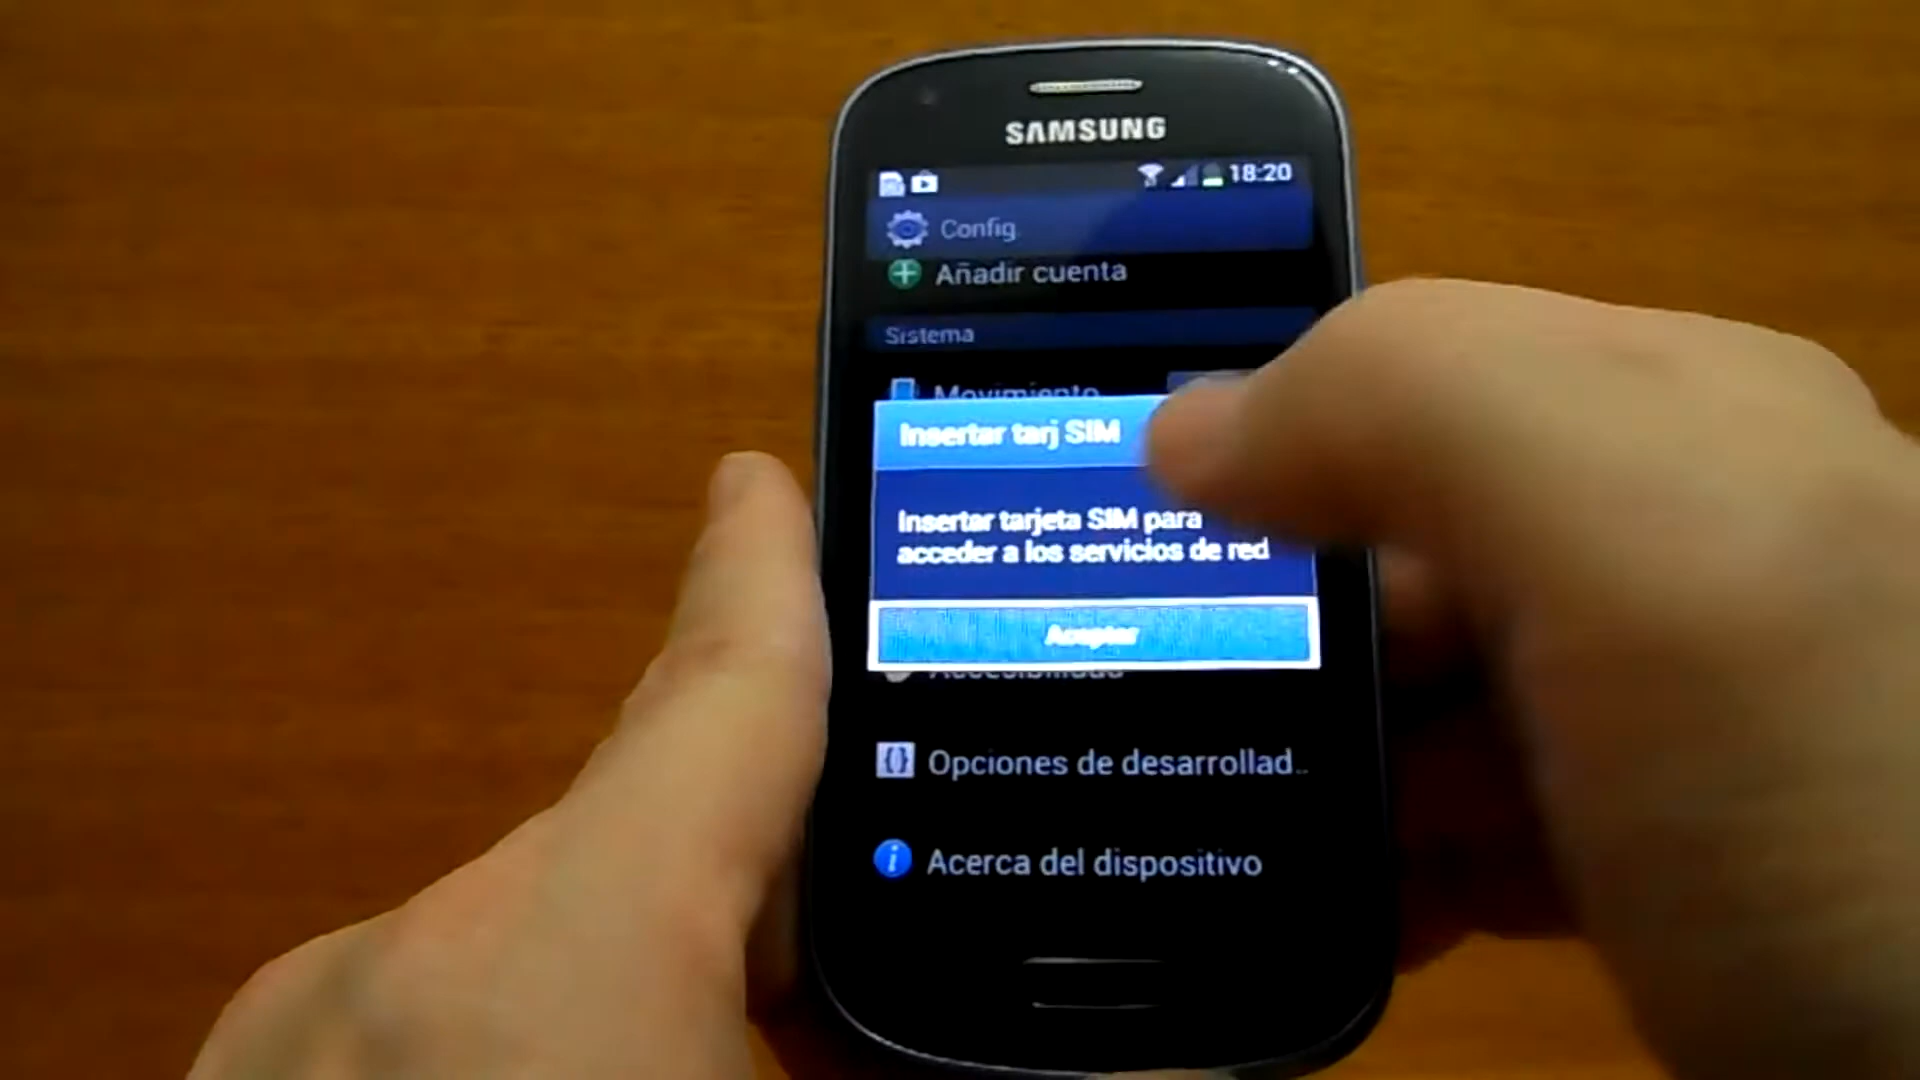 SAMSUNG
18:20
Config
Añadir cuenta
Sistema
Movimiento
Insertar tarj SIM
Insertar tarjeta SIM para
acceder a los servicios de red
Aceptar
Accesibilidad
Opciones de desarrollad..
Acerca del dispositivo